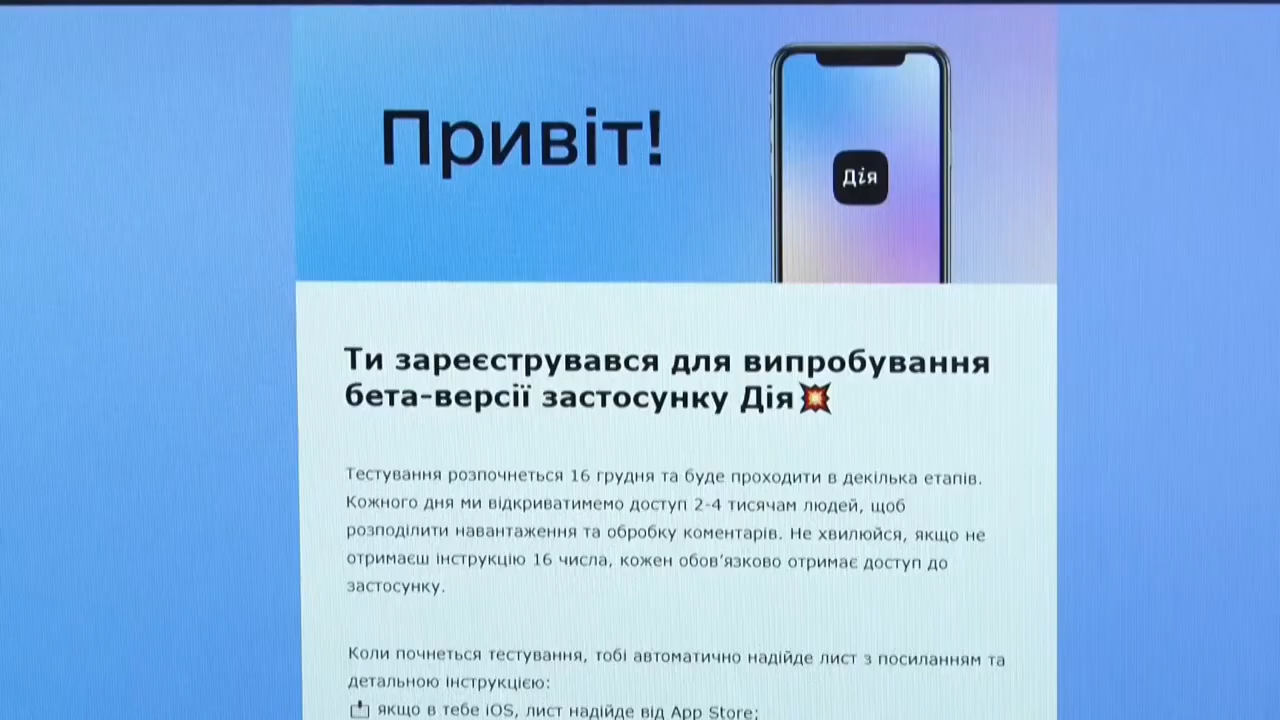 Привіт!
Дія
Ти зареєструвався для випробування
бета-версії застосунку Дія💥
Тестування розпочнеться 16 грудня та буде проходити в декілька етапів.
Кожного дня ми відкриватимемо доступ 2-4 тисячам людей, щоб
розподілити навантаження та обробку коментарів. Не хвилюйся, якщо не
отримаєш інструкцію 16 числа, кожен обов’язково отримає доступ до
застосунку.
Коли почнеться тестування, тобі автоматично надійде лист з посиланням та
детальною інструкцією:
📩 якщо в тебе iOS, лист надійде від App Store;